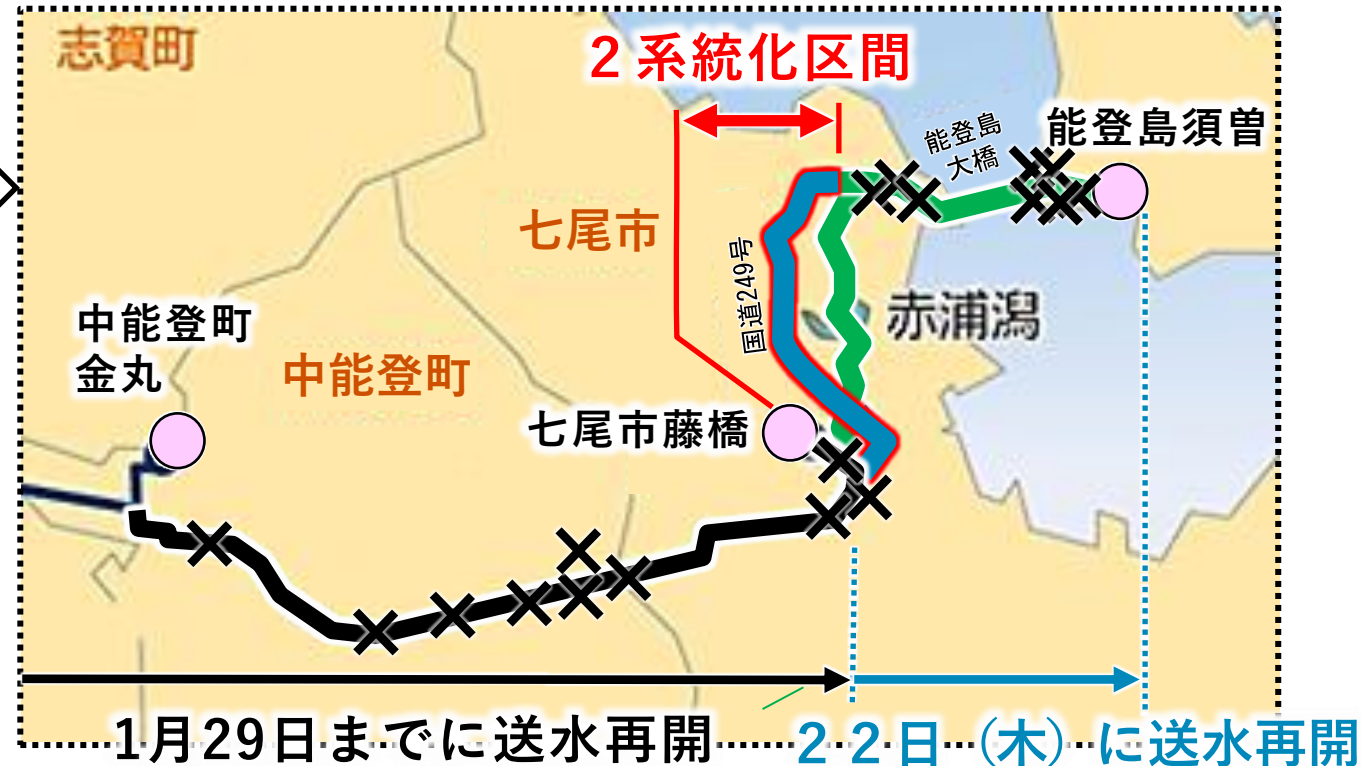 志賀町
２系統化区間
能登島
大橋
能登島須曽
七尾市
国道249号
赤浦潟
中能登町
金丸
中能登町
七尾市藤橋
1月29日までに送水再開
２２日（木）に送水再開